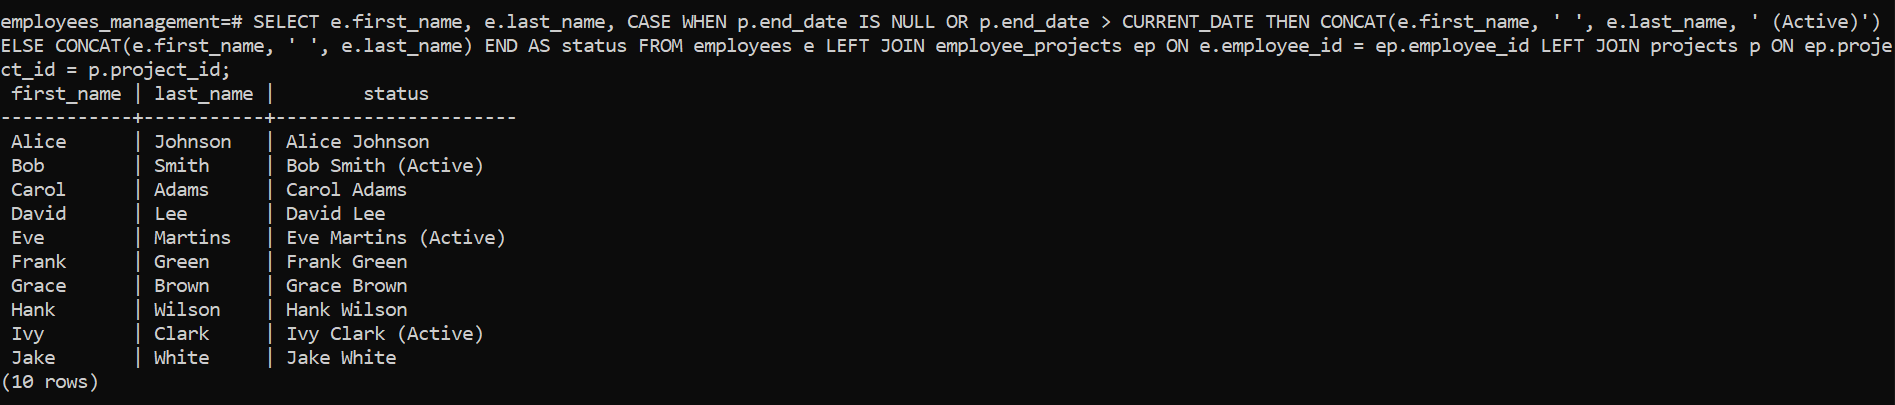 employees_management=# SELECT e.first_name, e.last_name, CASE WHEN p.end_date IS NULL OR p.end_date > CURRENT_DATE THEN CONCAT(e.first_name, ' ', e.last_name, ' (Active)')
ELSE CONCAT(e.first_name, ' ', e.last_name) END AS status FROM employees e LEFT JOIN employee_projects ep ON e.employee_id = ep.employee_id LEFT JOIN projects p ON ep.proje
ct_id = p.project_id;
 first_name | last_name |        status
------------+-----------+----------------------
 Alice      | Johnson   | Alice Johnson
 Bob        | Smith     | Bob Smith (Active)
 Carol      | Adams     | Carol Adams
 David      | Lee       | David Lee
 Eve        | Martins   | Eve Martins (Active)
 Frank      | Green     | Frank Green
 Grace      | Brown     | Grace Brown
 Hank       | Wilson    | Hank Wilson
 Ivy        | Clark     | Ivy Clark (Active)
 Jake       | White     | Jake White
(10 rows)